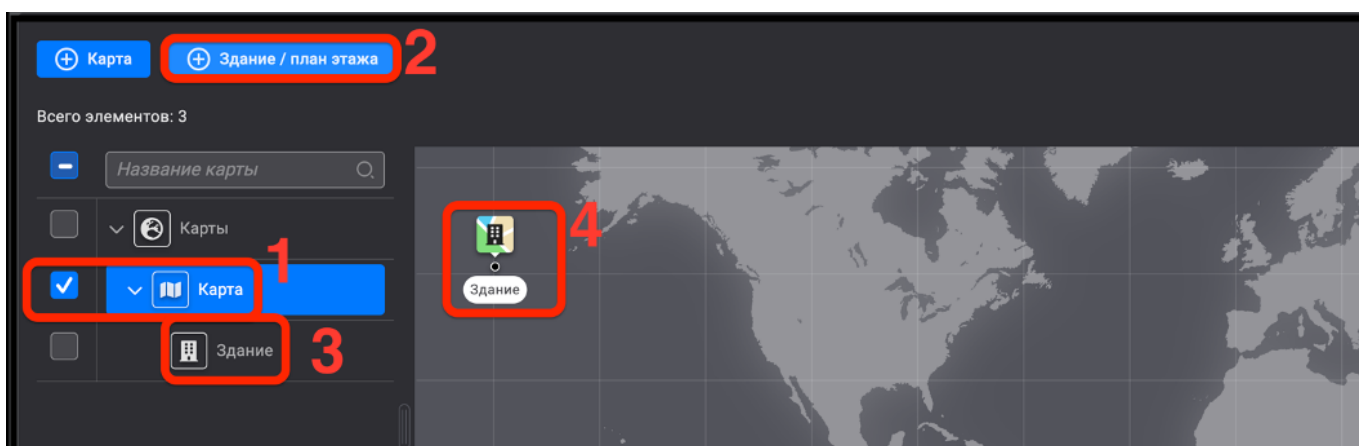 Карта
Здание / план этажа
2
Всего элементов: 3
Название карты
Карты
1
4
Карта
Здание
Здание
3